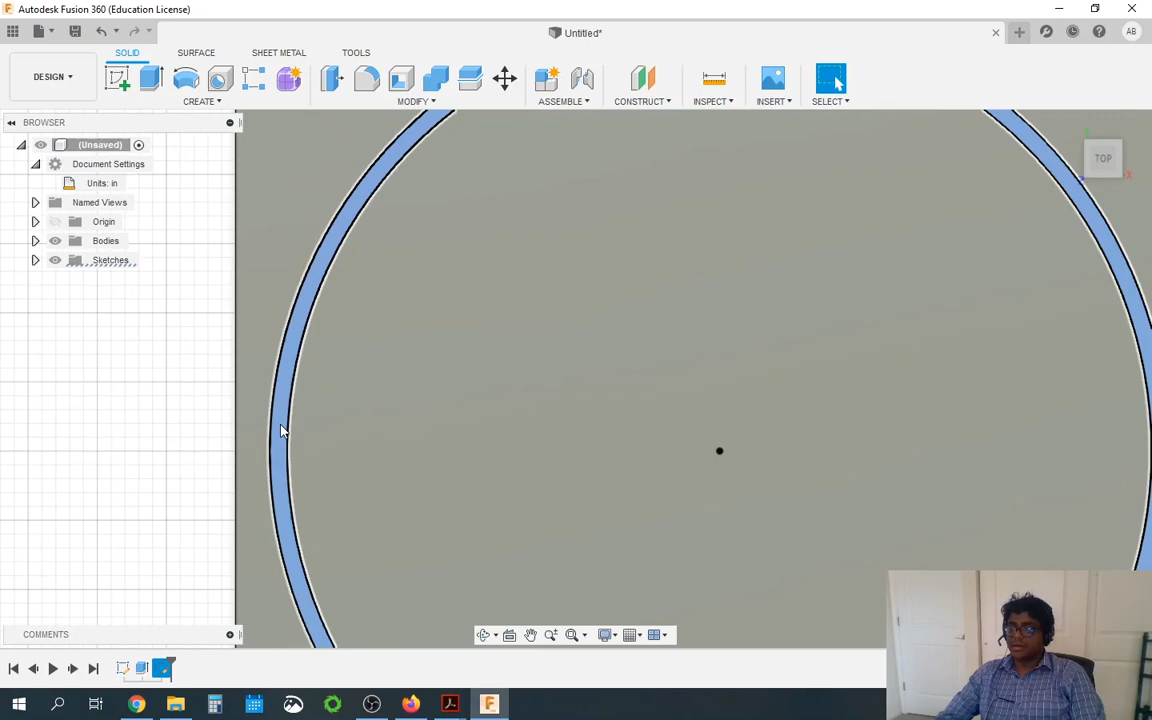 Autodesk Fusion 360 (Education License)
Untitled*
AB
DESIGN
SOLID SURFACE SHEET METAL TOOLS
CREATE MODIFY ASSEMBLE CONSTRUCT INSPECT INSERT SELECT
BROWSER
(Unsaved)
Document Settings
Units: in
Named Views
Origin
Bodies
Sketches
TOP
X
COMMENTS